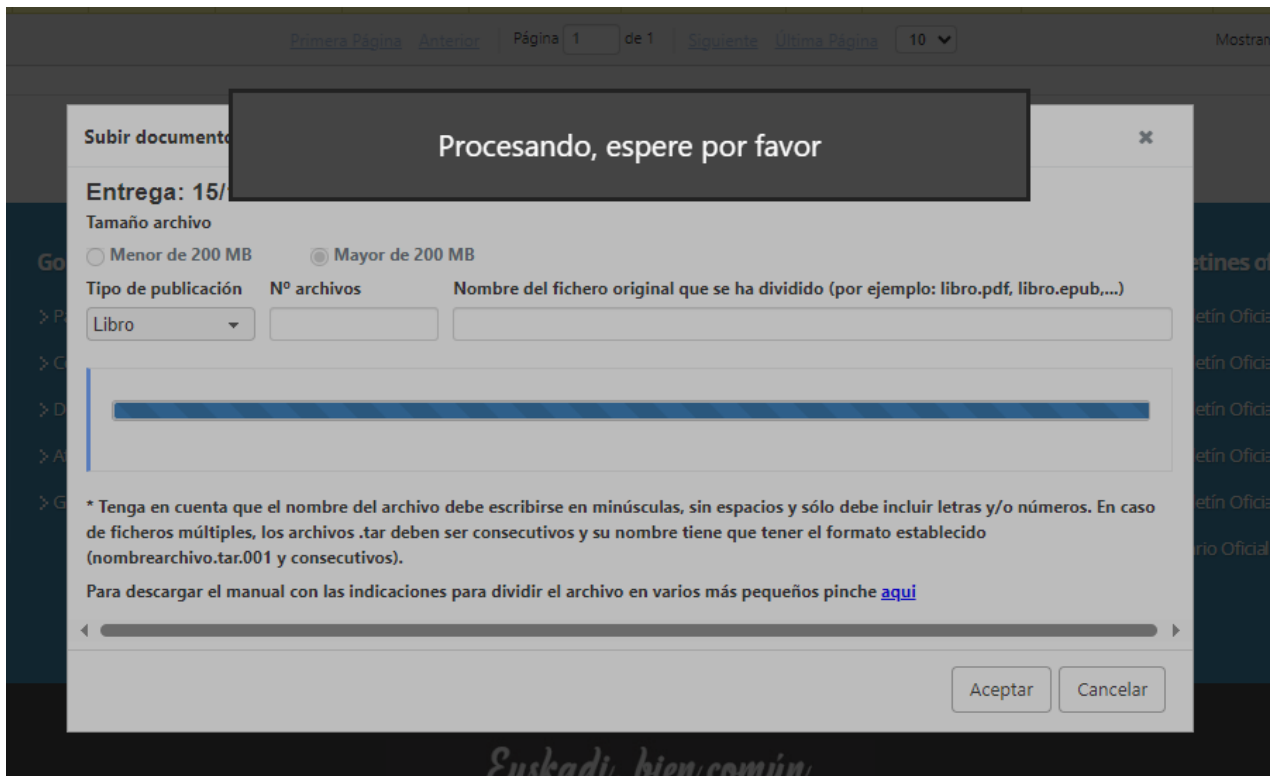 Primera Página Anterior Página 1 de 1 Siguiente Última Página 10
Procesando, espere por favor
Subir
Entrega:
Tamaño archivo
Menor de 200 MB Mayor de 200 MB
Tipo de publicación Nº archivos Nombre del fichero original que se ha dividido (por ejemplo: libro.pdf, libro.epub,...)
Libro
* Tenga en cuenta que el nombre del archivo debe escribirse en minúsculas, sin espacios y sólo debe incluir letras y/o números. En caso
de ficheros múltiples, los archivos .tar deben ser consecutivos y su nombre tiene que tener el formato establecido
(nombrearchivo.tar.001 y consecutivos).
Para descargar el manual con las indicaciones para dividir el archivo en varios más pequeños pinche aqui
Aceptar Cancelar
Euskadi, bien común